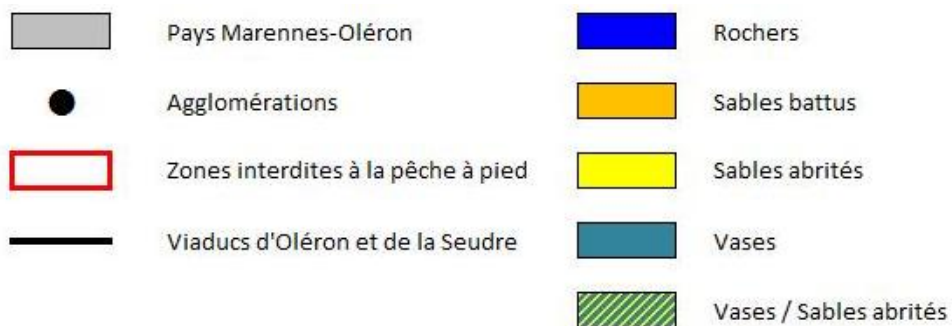 Pays Marennes-Oléron
Agglomérations
Zones interdites à la pêche à pied
Viaducs d'Oléron et de la Seudre
Rochers
Sables battus
Sables abrités
Vases
Vases / Sables abrités